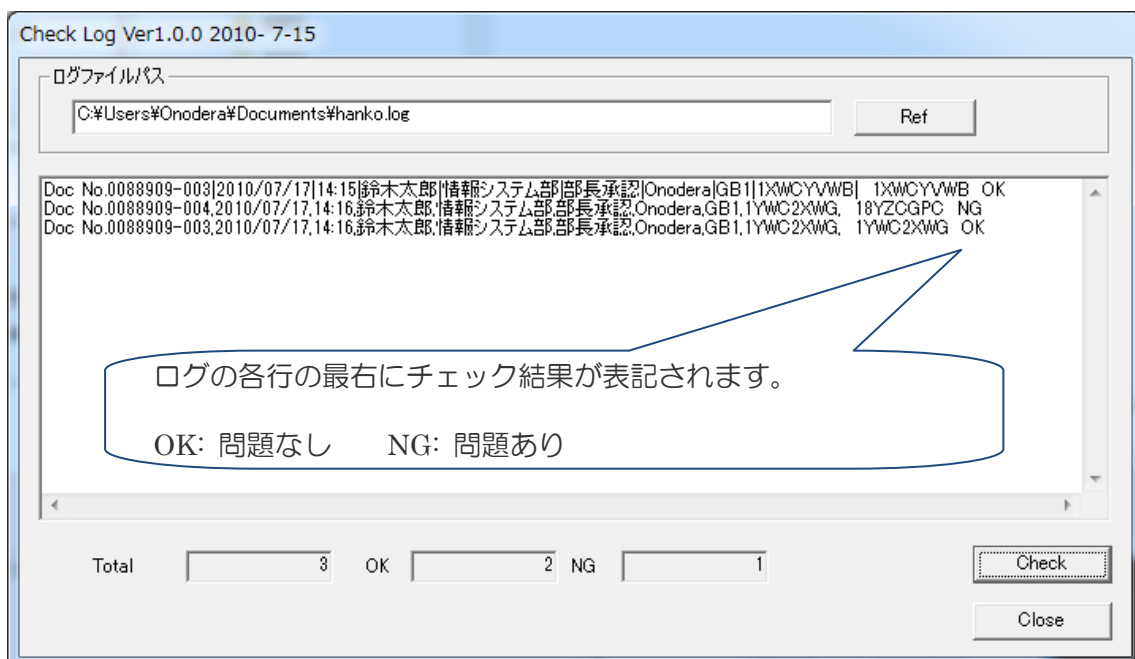 Check Log Ver1.0.0 2010- 7-15
ログファイルパス
C:¥Users¥Onodera¥Documents¥hanko.log
Ref
Doc No.0088909-003|2010/07/17|14:15|鈴木太郎|情報システム部|部長承認|Onodera|GB1|1XWCYVWB|  1XWCYVWB  OK
Doc No.0088909-004,2010/07/17,14:16,鈴木太郎,情報システム部,部長承認,Onodera,GB1,1YWC2XWG,  18YZCGPC  NG
Doc No.0088909-003,2010/07/17,14:16,鈴木太郎,情報システム部,部長承認,Onodera,GB1,1YWC2XWG,  1YWC2XWG  OK
ログの各行の最右にチェック結果が表記されます。
OK: 問題なし　　NG: 問題あり
Total 3 OK 2 NG 1
Check
Close